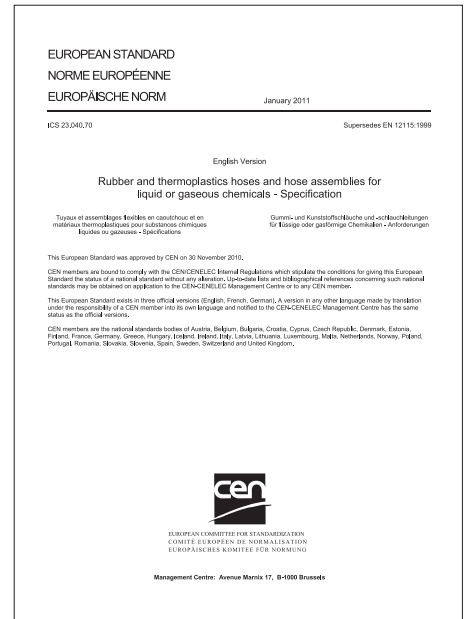 EUROPEAN STANDARD
NORME EUROPÉENNE
EUROPÄISCHE NORM
January 2011
ICS 23.040.70
Supersedes EN 12115:1999
English Version
Rubber and thermoplastics hoses and hose assemblies for
liquid or gaseous chemicals - Specification
Tuyaux et assemblages flexibles en caoutchouc et en
matériaux thermoplastiques pour substances chimiques
liquides ou gazeuses - Spécifications
Gummi- und Kunststoffschläuche und -schlauchleitungen
für flüssige oder gasförmige Chemikalien - Anforderungen
This European Standard was approved by CEN on 30 November 2010.
CEN members are bound to comply with the CEN/CENELEC Internal Regulations which stipulate the conditions for giving this European
Standard the status of a national standard without any alteration. Up-to-date lists and bibliographical references concerning such national
standards may be obtained on application to the CEN-CENELEC Management Centre or to any CEN member.
This European Standard exists in three official versions (English, French, German). A version in any other language made by translation
under the responsibility of a CEN member into its own language and notified to the CEN-CENELEC Management Centre has the same
status as the official versions.
CEN members are the national standards bodies of Austria, Belgium, Bulgaria, Croatia, Cyprus, Czech Republic, Denmark, Estonia,
Finland, France, Germany, Greece, Hungary, Iceland, Ireland, Italy, Latvia, Lithuania, Luxembourg, Malta, Netherlands, Norway, Poland,
Portugal, Romania, Slovakia, Slovenia, Spain, Sweden, Switzerland and United Kingdom.
cen
EUROPEAN COMMITTEE FOR STANDARDIZATION
COMITÉ EUROPÉEN DE NORMALISATION
EUROPÄISCHES KOMITEE FÜR NORMUNG
Management Centre: Avenue Marnix 17, B-1000 Brussels